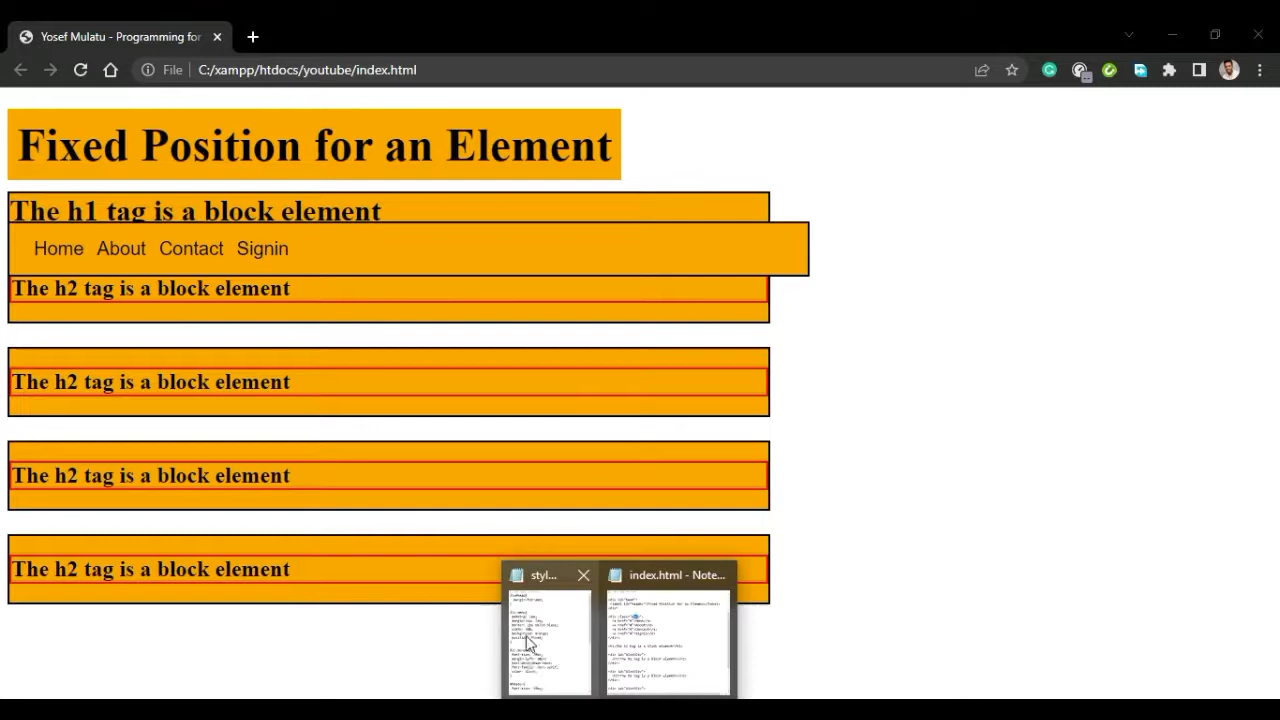 Yosef Mulatu - Programming for
File C:/xampp/htdocs/youtube/index.html
Fixed Position for an Element
The h1 tag is a block element
Home About Contact Signin
The h2 tag is a block element
The h2 tag is a block element
The h2 tag is a block element
The h2 tag is a block element
styl... index.html - Note...